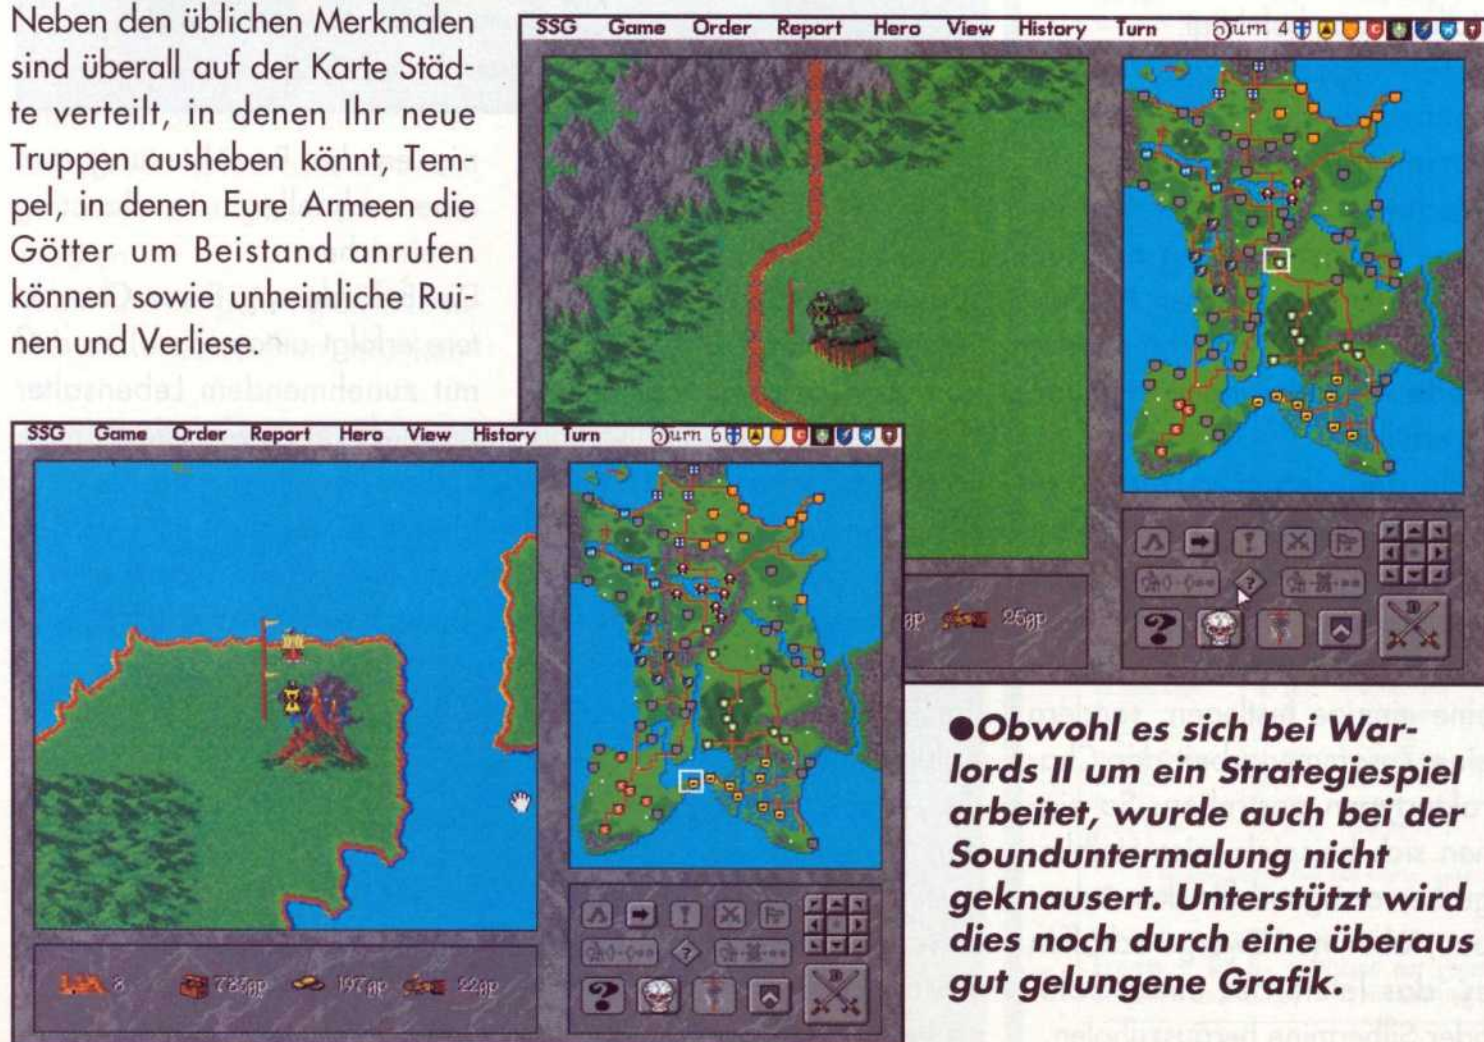 Neben den üblichen Merkmalen
sind überall auf der Karte Städ-
te verteilt, in denen Ihr neue
Truppen ausheben könnt, Tem-
pel, in denen Eure Armeen die
Götter um Beistand anrufen
können sowie unheimliche Rui-
nen und Verliese.
SSG Game Order Report Hero View History Turn Turn 4
25gp
SSG Game Order Report Hero View History Turn Turn 6
197gp 22gp
●Obwohl es sich bei War-
lords II um ein Strategiespiel
arbeitet, wurde auch bei der
Sounduntermalung nicht
geknausert. Unterstützt wird
dies noch durch eine überaus
gut gelungene Grafik.